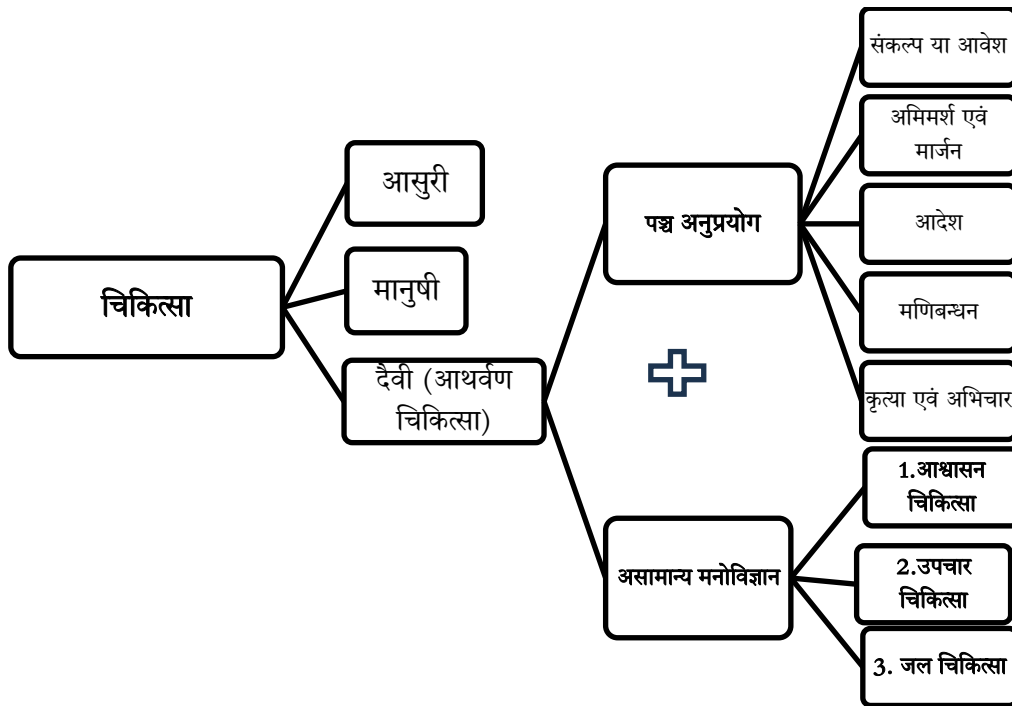 चिकित्सा
आसुरी
मानुषी
दैवी (आथर्वण
चिकित्सा)
पञ्च अनुप्रयोग
संकल्प या आवेश
अमिमर्श एवं
मार्जन
आदेश
मणिबन्धन
कृत्या एवं अभिचार
असामान्य मनोविज्ञान
1.आश्वासन
चिकित्सा
2.उपचार
चिकित्सा
3. जल चिकित्सा